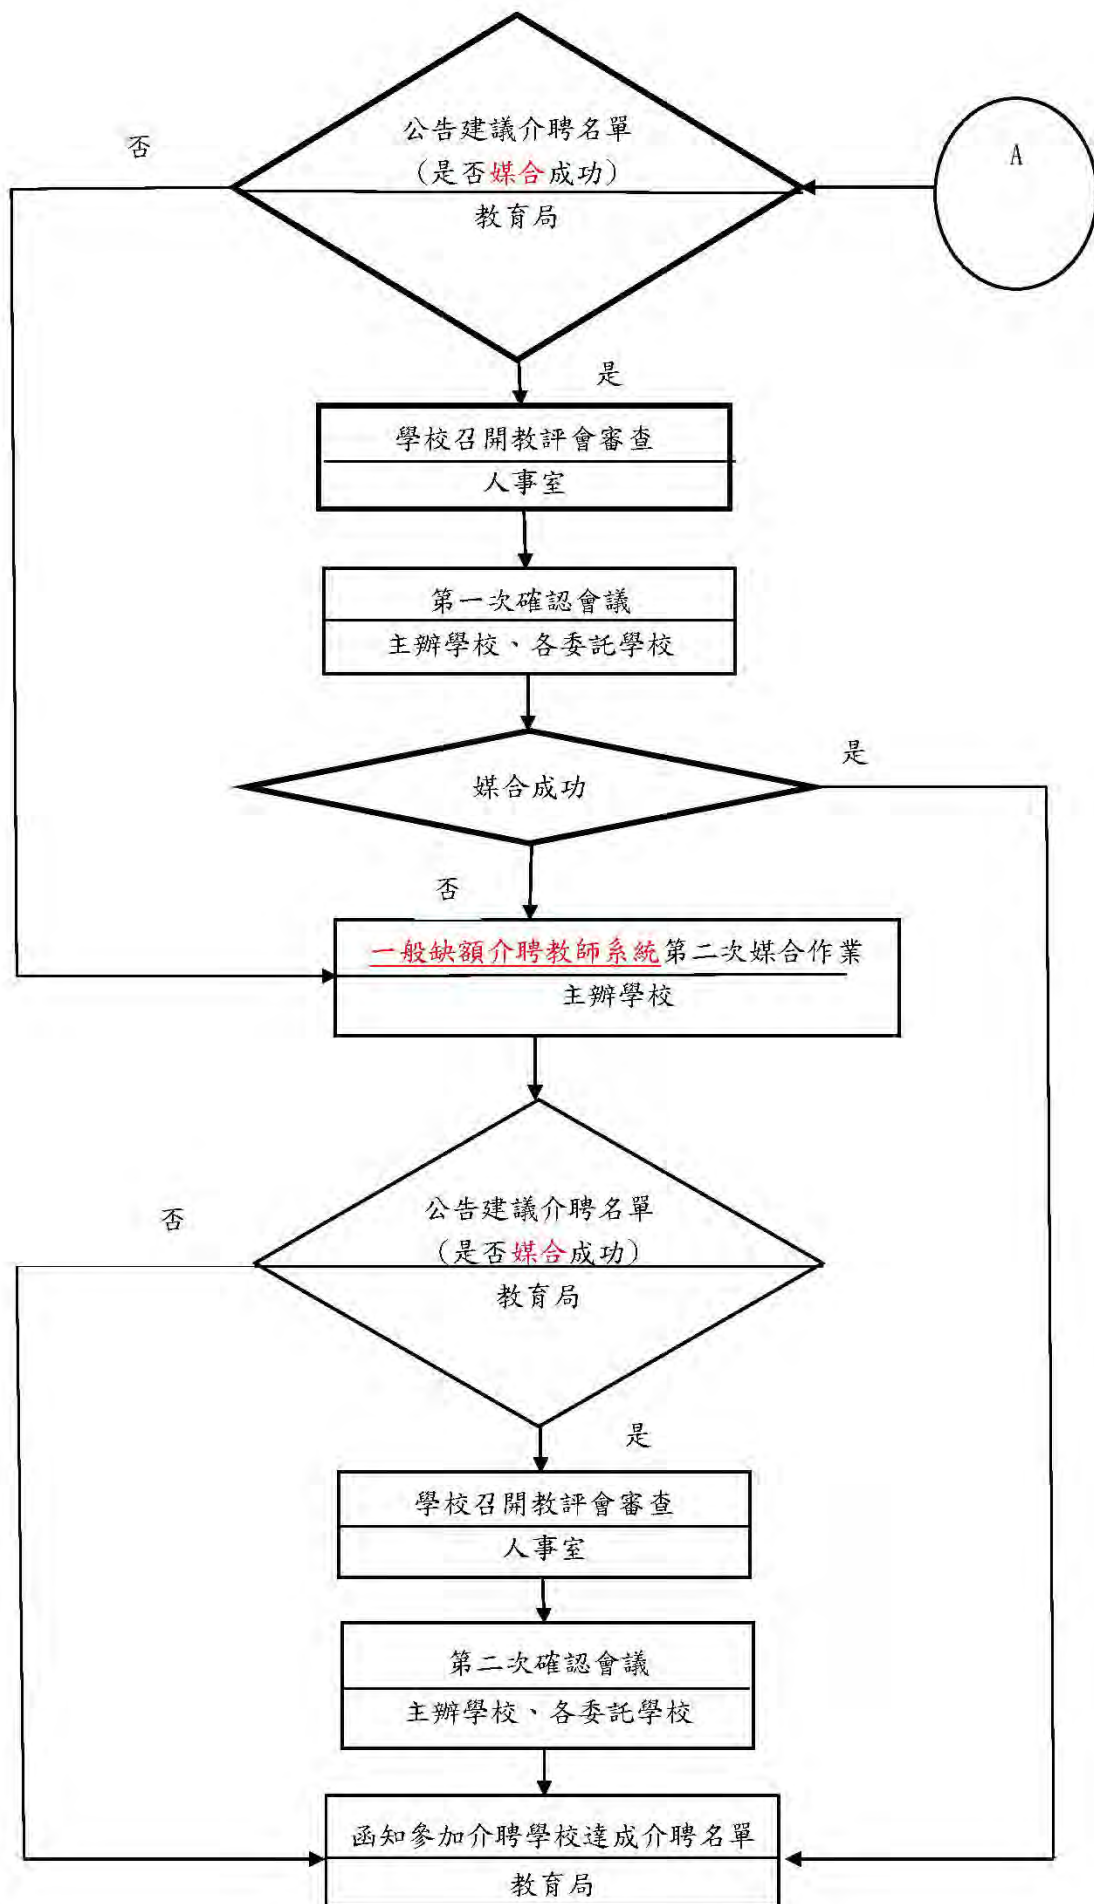 公告建議介聘名單
否
A
(是否媒合成功)
教育局
是
學校召開教評會審查
人事室
第一次確認會議
主辦學校、各委託學校
是
媒合成功
否
一般缺額介聘教師系統第二次媒合作業
主辦學校
公告建議介聘名單
否
(是否媒合成功)
教育局
是
學校召開教評會審查
人事室
第二次確認會議
主辦學校、各委託學校
函知參加介聘學校達成介聘名單
教育局